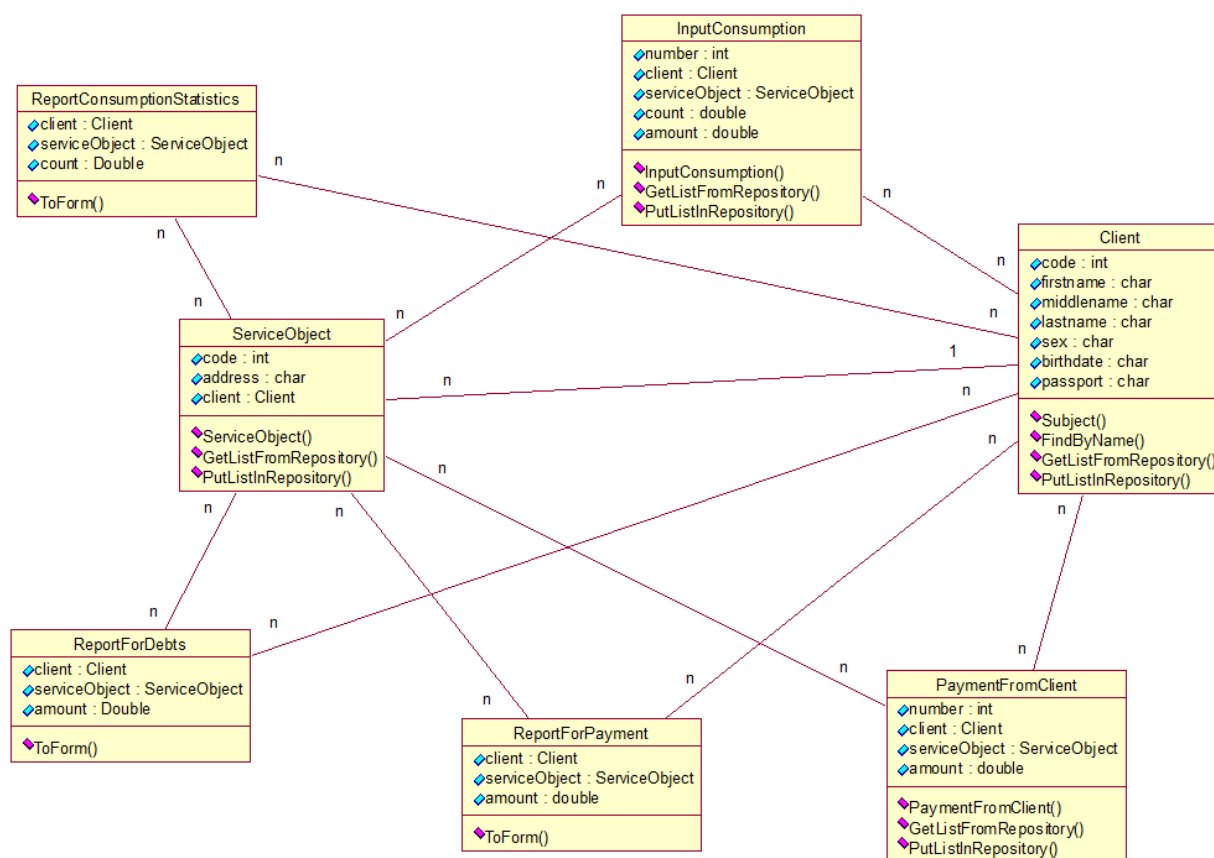 InputConsumption
number : int
client : Client
serviceObject : ServiceObject
count : double
amount : double
InputConsumption()
GetListFromRepository()
PutListInRepository()
ReportConsumptionStatistics
client : Client
serviceObject : ServiceObject
count : Double
ToForm()
n
n
n
n
n
n
n
n
Client
code : int
firstname : char
middlename : char
lastname : char
sex : char
birthdate : char
passport : char
Subject()
FindByName()
GetListFromRepository()
PutListInRepository()
ServiceObject
code : int
address : char
client : Client
ServiceObject()
GetListFromRepository()
PutListInRepository()
1
n
n
n
n
n
n
n
n
n
n
n
n
n
ReportForDebts
client : Client
serviceObject : ServiceObject
amount : Double
ToForm()
ReportForPayment
client : Client
serviceObject : ServiceObject
amount : double
ToForm()
PaymentFromClient
number : int
client : Client
serviceObject : ServiceObject
amount : double
PaymentFromClient()
GetListFromRepository()
PutListInRepository()